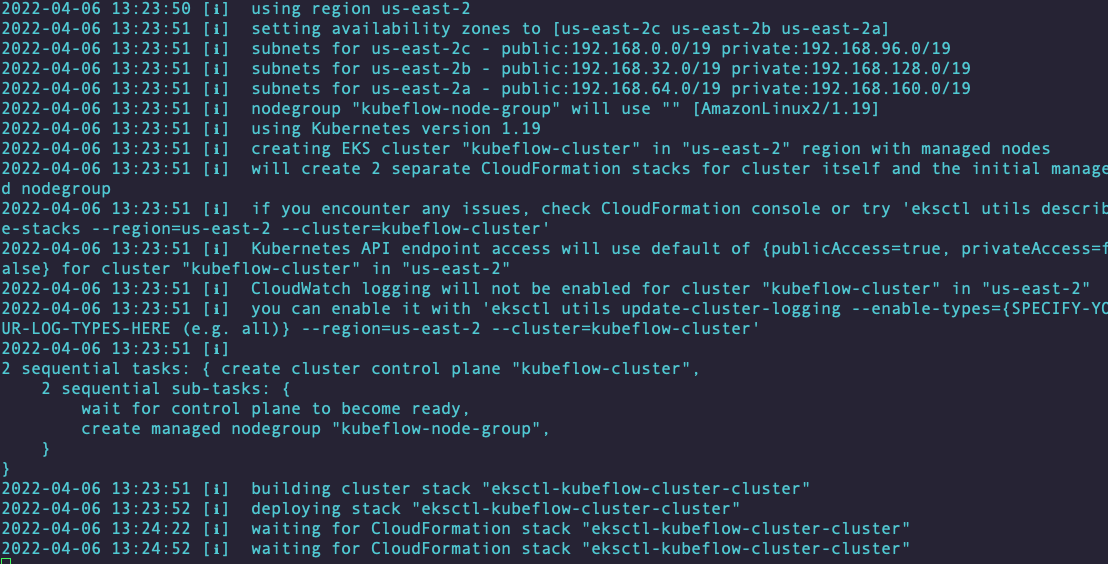 2022-04-06 13:23:50 [ℹ]  using region us-east-2
2022-04-06 13:23:51 [ℹ]  setting availability zones to [us-east-2c us-east-2b us-east-2a]
2022-04-06 13:23:51 [ℹ]  subnets for us-east-2c - public:192.168.0.0/19 private:192.168.96.0/19
2022-04-06 13:23:51 [ℹ]  subnets for us-east-2b - public:192.168.32.0/19 private:192.168.128.0/19
2022-04-06 13:23:51 [ℹ]  subnets for us-east-2a - public:192.168.64.0/19 private:192.168.160.0/19
2022-04-06 13:23:51 [ℹ]  nodegroup "kubeflow-node-group" will use "" [AmazonLinux2/1.19]
2022-04-06 13:23:51 [ℹ]  using Kubernetes version 1.19
2022-04-06 13:23:51 [ℹ]  creating EKS cluster "kubeflow-cluster" in "us-east-2" region with managed nodes
2022-04-06 13:23:51 [ℹ]  will create 2 separate CloudFormation stacks for cluster itself and the initial manage
d nodegroup
2022-04-06 13:23:51 [ℹ]  if you encounter any issues, check CloudFormation console or try 'eksctl utils describ
e-stacks --region=us-east-2 --cluster=kubeflow-cluster'
2022-04-06 13:23:51 [ℹ]  Kubernetes API endpoint access will use default of {publicAccess=true, privateAccess=f
alse} for cluster "kubeflow-cluster" in "us-east-2"
2022-04-06 13:23:51 [ℹ]  CloudWatch logging will not be enabled for cluster "kubeflow-cluster" in "us-east-2"
2022-04-06 13:23:51 [ℹ]  you can enable it with 'eksctl utils update-cluster-logging --enable-types={SPECIFY-YO
UR-LOG-TYPES-HERE (e.g. all)} --region=us-east-2 --cluster=kubeflow-cluster'
2022-04-06 13:23:51 [ℹ]
2 sequential tasks: { create cluster control plane "kubeflow-cluster",
    2 sequential sub-tasks: {
        wait for control plane to become ready,
        create managed nodegroup "kubeflow-node-group",
    }
}
2022-04-06 13:23:51 [ℹ]  building cluster stack "eksctl-kubeflow-cluster-cluster"
2022-04-06 13:23:52 [ℹ]  deploying stack "eksctl-kubeflow-cluster-cluster"
2022-04-06 13:24:22 [ℹ]  waiting for CloudFormation stack "eksctl-kubeflow-cluster-cluster"
2022-04-06 13:24:52 [ℹ]  waiting for CloudFormation stack "eksctl-kubeflow-cluster-cluster"